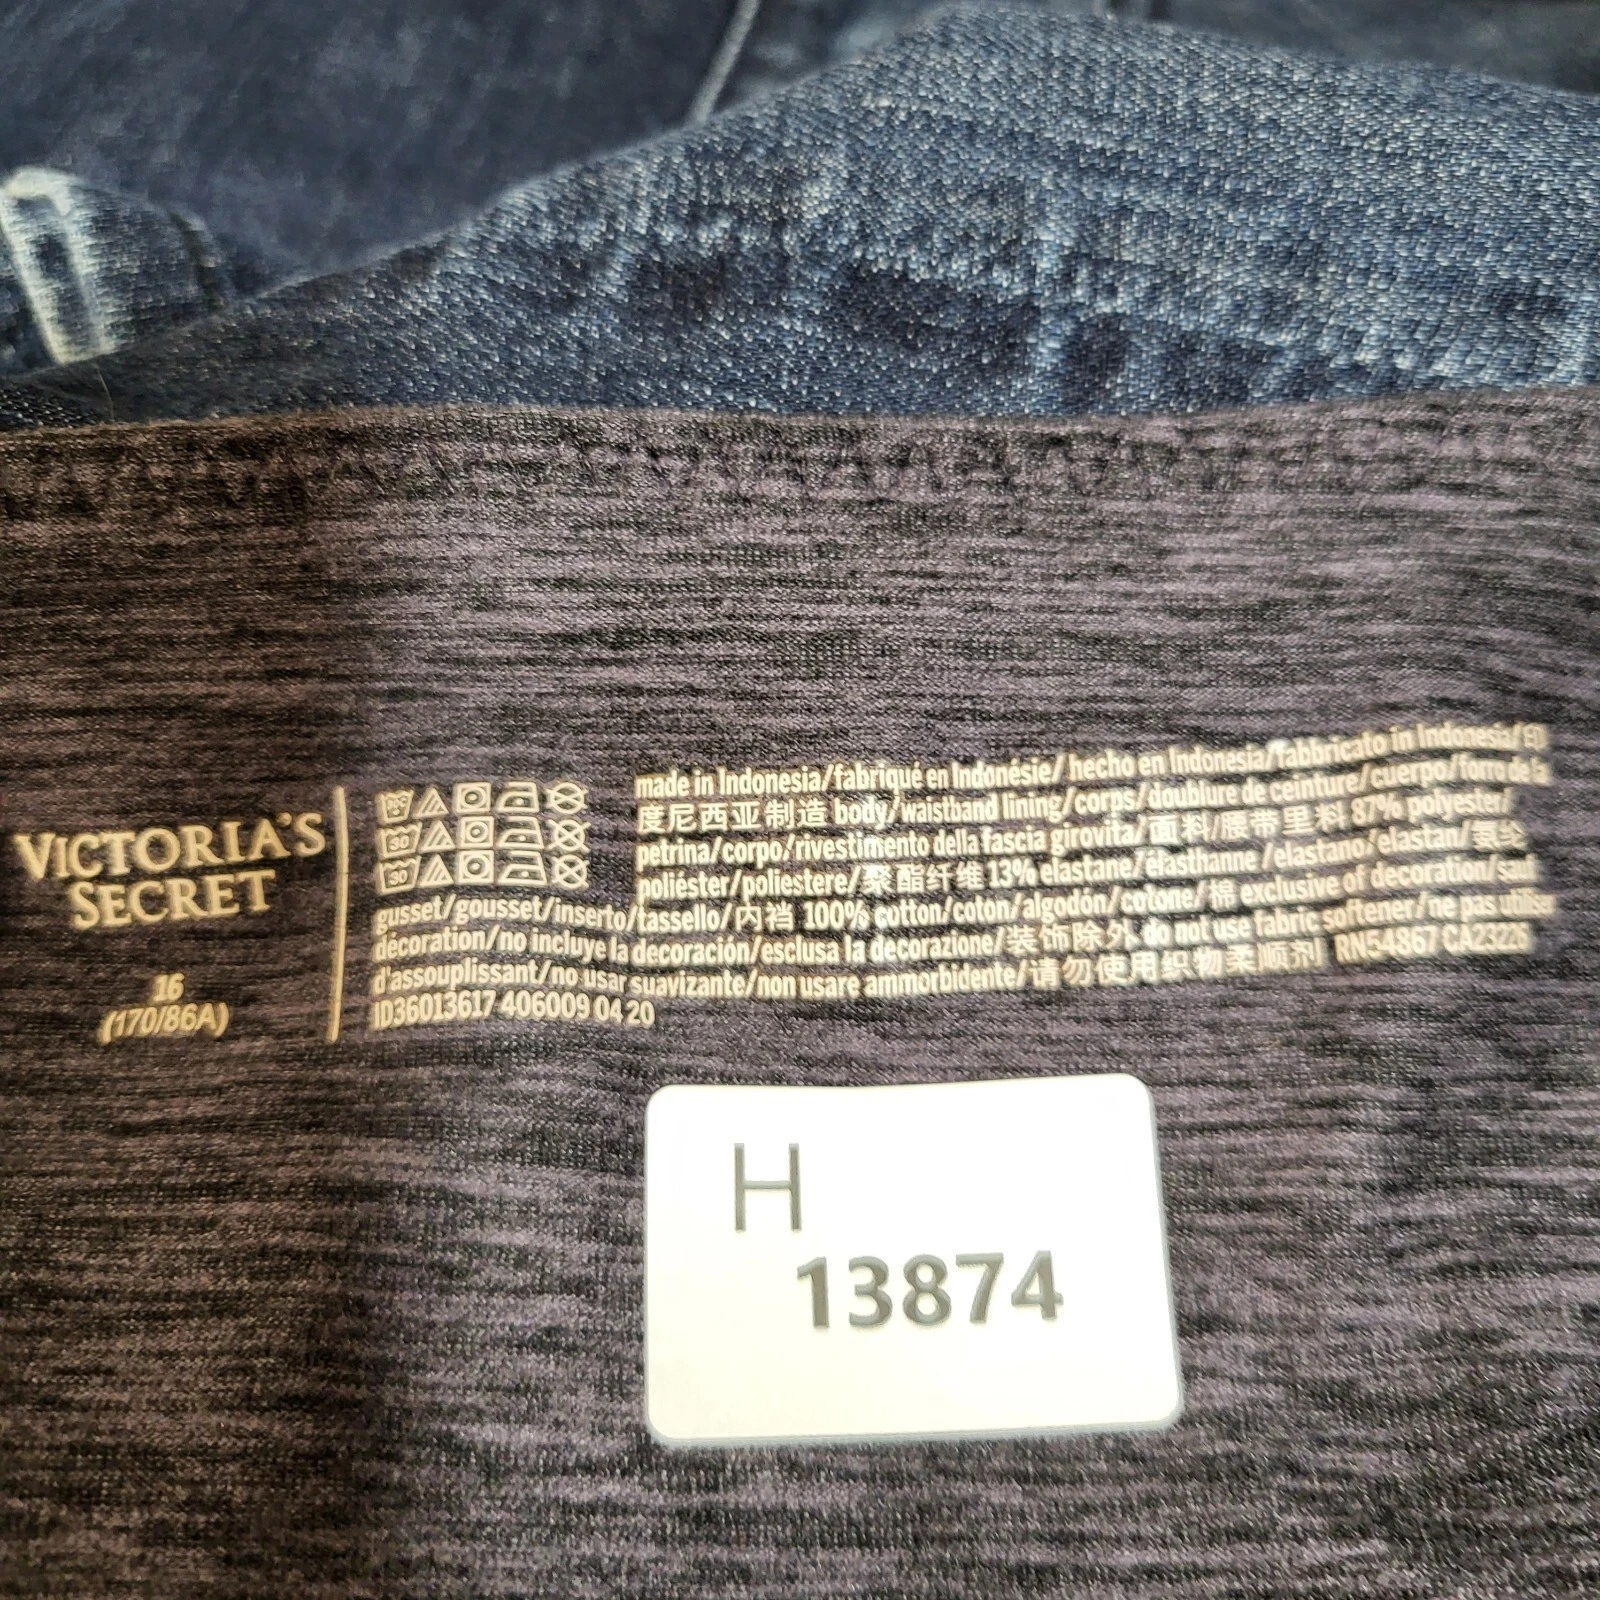 VICTORIA'S
SECRET
16
(170/86A)
made in Indonesia/fabriqué en Indonésie/ hecho en Indonesia/fabbricato in Indonesia/印
度尼西亚制造 body/waistband lining/corps/doublure de ceinture/cuerpo/forro de la
petrina/corpo/rivestimento della fascia girovita/面料/腰带里料 87% polyester/
poliéster/poliestere/聚酯纤维 13% elastane/élasthanne /elastano/elastan/氨纶
gusset/gousset/inserto/tassello/内裆 100% cotton/coton/algodón/cotone/棉 exclusive of decoration/sauf
décoration/no incluye la decoración/esclusa la decorazione/装饰除外 do not use fabric softener/ne pas utiliser
d'assouplissant/no usar suavizante/non usare ammorbidente/请勿使用织物柔顺剂 RN54867 CA23226
ID36013617 406009 04 20
H
13874